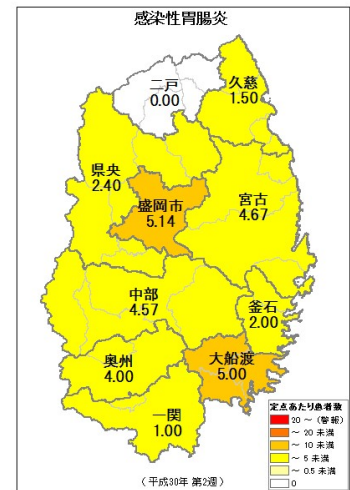 感染性胃腸炎
二戸
0.00
久慈
1.50
県央
2.40
盛岡市
5.14
宮古
4.67
中部
4.57
釜石
2.00
奥州
4.00
大船渡
5.00
一関
1.00
定点あたり患者数
20 ～ (警報)
～ 20 未満
～ 10 未満
～ 5 未満
～ 0.5 未満
0
(平成30年 第2週)